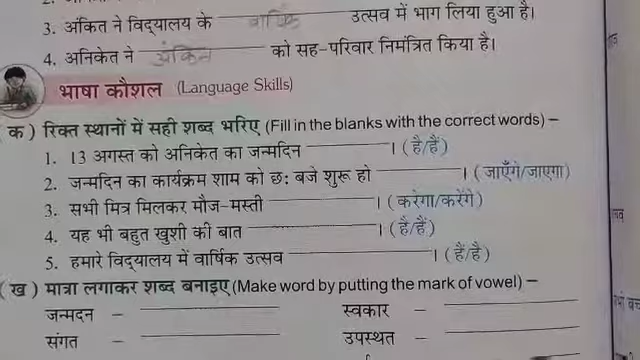 3. अंकित ने विद्यालय के वार्षिक उत्सव में भाग लिया हुआ है।
4. अनिकेत ने अंकित को सह-परिवार निमंत्रित किया है।
भाषा कौशल (Language Skills)
क) रिक्त स्थानों में सही शब्द भरिए (Fill in the blanks with the correct words) –
1. 13 अगस्त को अनिकेत का जन्मदिन ————। (है/हैं)
2. जन्मदिन का कार्यक्रम शाम को छः बजे शुरू हो ————। (जाएँगे/जाएगा)
3. सभी मित्र मिलकर मौज-मस्ती ————। (करेगा/करेंगे)
4. यह भी बहुत खुशी की बात ————। (है/हैं)
5. हमारे विद्यालय में वार्षिक उत्सव ————। (हैं/है)
(ख) मात्रा लगाकर शब्द बनाइए (Make word by putting the mark of vowel) –
जन्मदन – ———— स्वकार – ————
संगत – ———— उपस्थत – ————